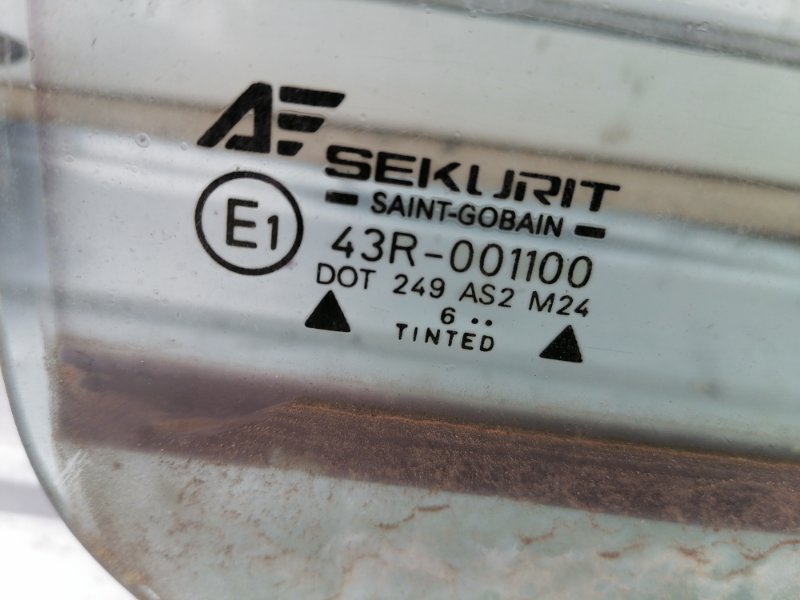 AF
SEKURIT
SAINT-GOBAIN
E1
43R-001100
DOT 249 AS2 M24
6 ..
TINTED